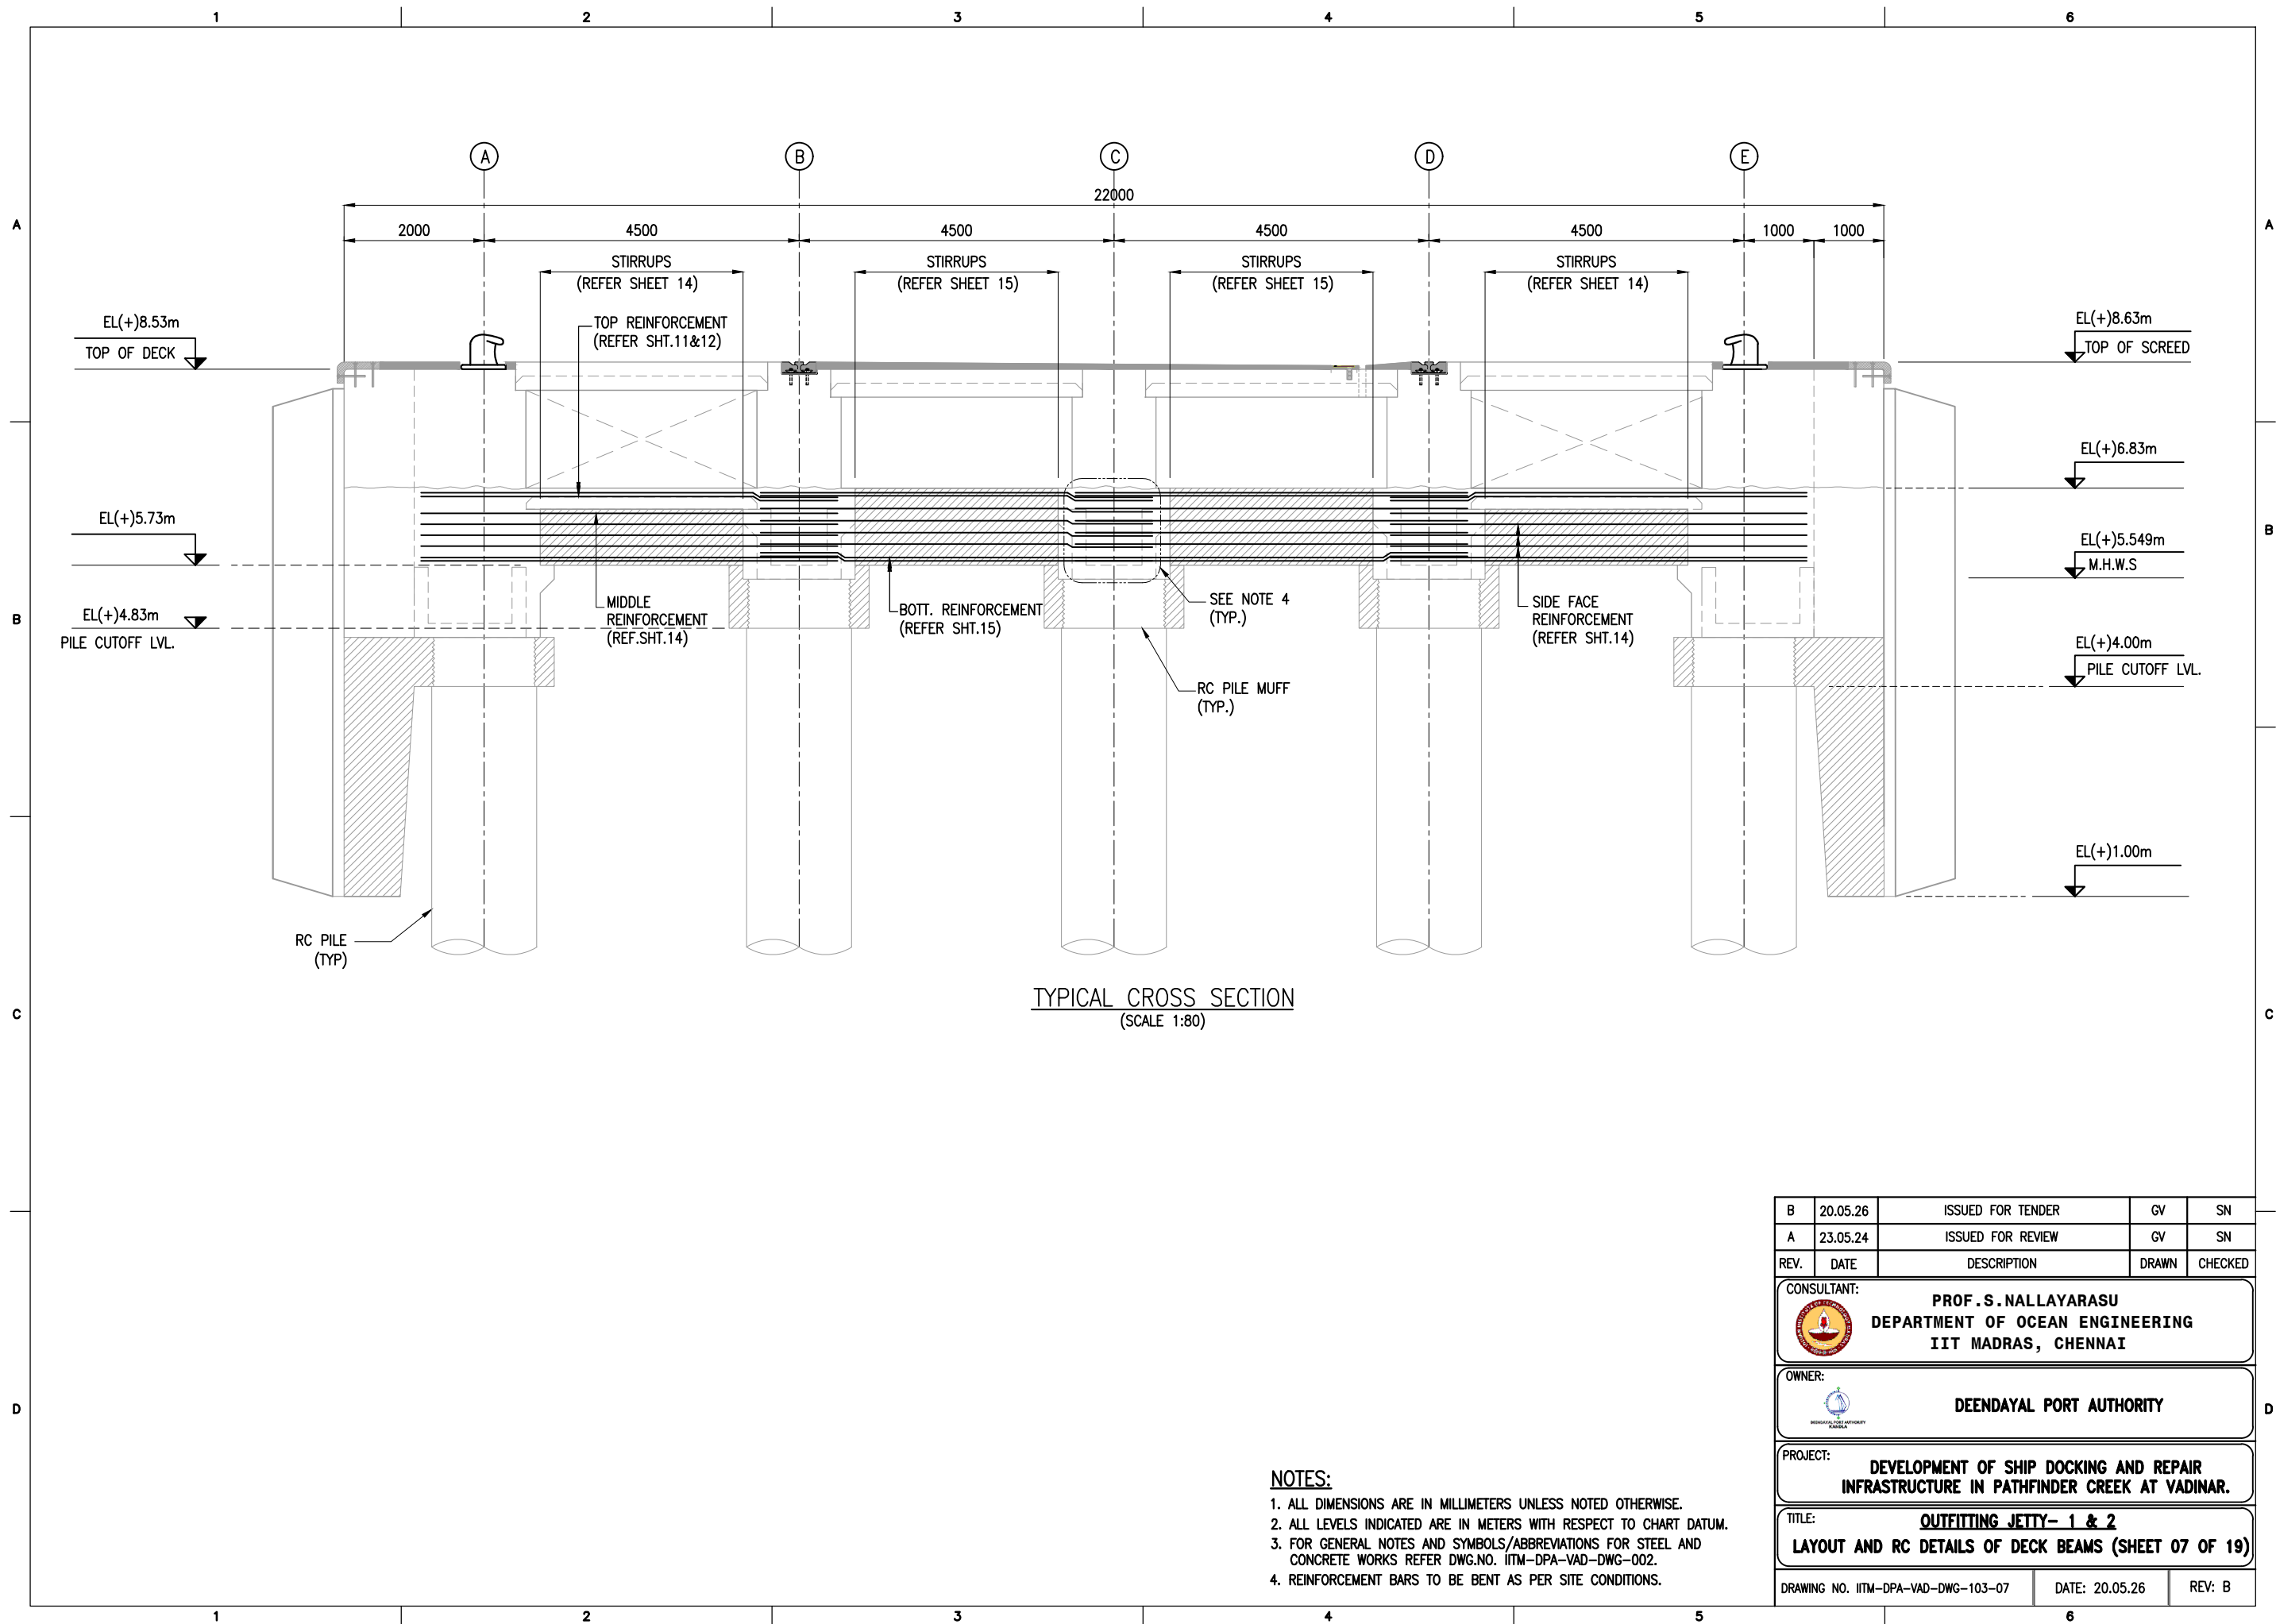 1 2 3 4 5 6
A B C D E
22000
2000 4500 4500 4500 4500 1000 1000
STIRRUPS
(REFER SHEET 14)
STIRRUPS
(REFER SHEET 15)
STIRRUPS
(REFER SHEET 15)
STIRRUPS
(REFER SHEET 14)
A
A
EL(+)8.53m
TOP OF DECK
TOP REINFORCEMENT
(REFER SHT.11&12)
EL(+)8.63m
TOP OF SCREED
EL(+)6.83m
EL(+)5.73m
B
EL(+)5.549m
M.H.W.S
EL(+)4.83m
PILE CUTOFF LVL.
B
MIDDLE
REINFORCEMENT
(REF.SHT.14)
BOTT. REINFORCEMENT
(REFER SHT.15)
SEE NOTE 4
(TYP.)
SIDE FACE
REINFORCEMENT
(REFER SHT.14)
EL(+)4.00m
PILE CUTOFF LVL.
RC PILE MUFF
(TYP.)
EL(+)1.00m
RC PILE
(TYP)
TYPICAL CROSS SECTION
(SCALE 1:80)
C
C
D
D
NOTES:
1. ALL DIMENSIONS ARE IN MILLIMETERS UNLESS NOTED OTHERWISE.
2. ALL LEVELS INDICATED ARE IN METERS WITH RESPECT TO CHART DATUM.
3. FOR GENERAL NOTES AND SYMBOLS/ABBREVIATIONS FOR STEEL AND
CONCRETE WORKS REFER DWG.NO. IITM-DPA-VAD-DWG-002.
4. REINFORCEMENT BARS TO BE BENT AS PER SITE CONDITIONS.
B 20.05.26 ISSUED FOR TENDER GV SN
A 23.05.24 ISSUED FOR REVIEW GV SN
REV. DATE DESCRIPTION DRAWN CHECKED
CONSULTANT:
PROF.S.NALLAYARASU
DEPARTMENT OF OCEAN ENGINEERING
IIT MADRAS, CHENNAI
OWNER:
DEENDAYAL PORT AUTHORITY
KANDLA
DEENDAYAL PORT AUTHORITY
PROJECT:
DEVELOPMENT OF SHIP DOCKING AND REPAIR
INFRASTRUCTURE IN PATHFINDER CREEK AT VADINAR.
TITLE:
OUTFITTING JETTY- 1 & 2
LAYOUT AND RC DETAILS OF DECK BEAMS (SHEET 07 OF 19)
DRAWING NO. IITM-DPA-VAD-DWG-103-07 DATE: 20.05.26 REV: B
1 2 3 4 5 6